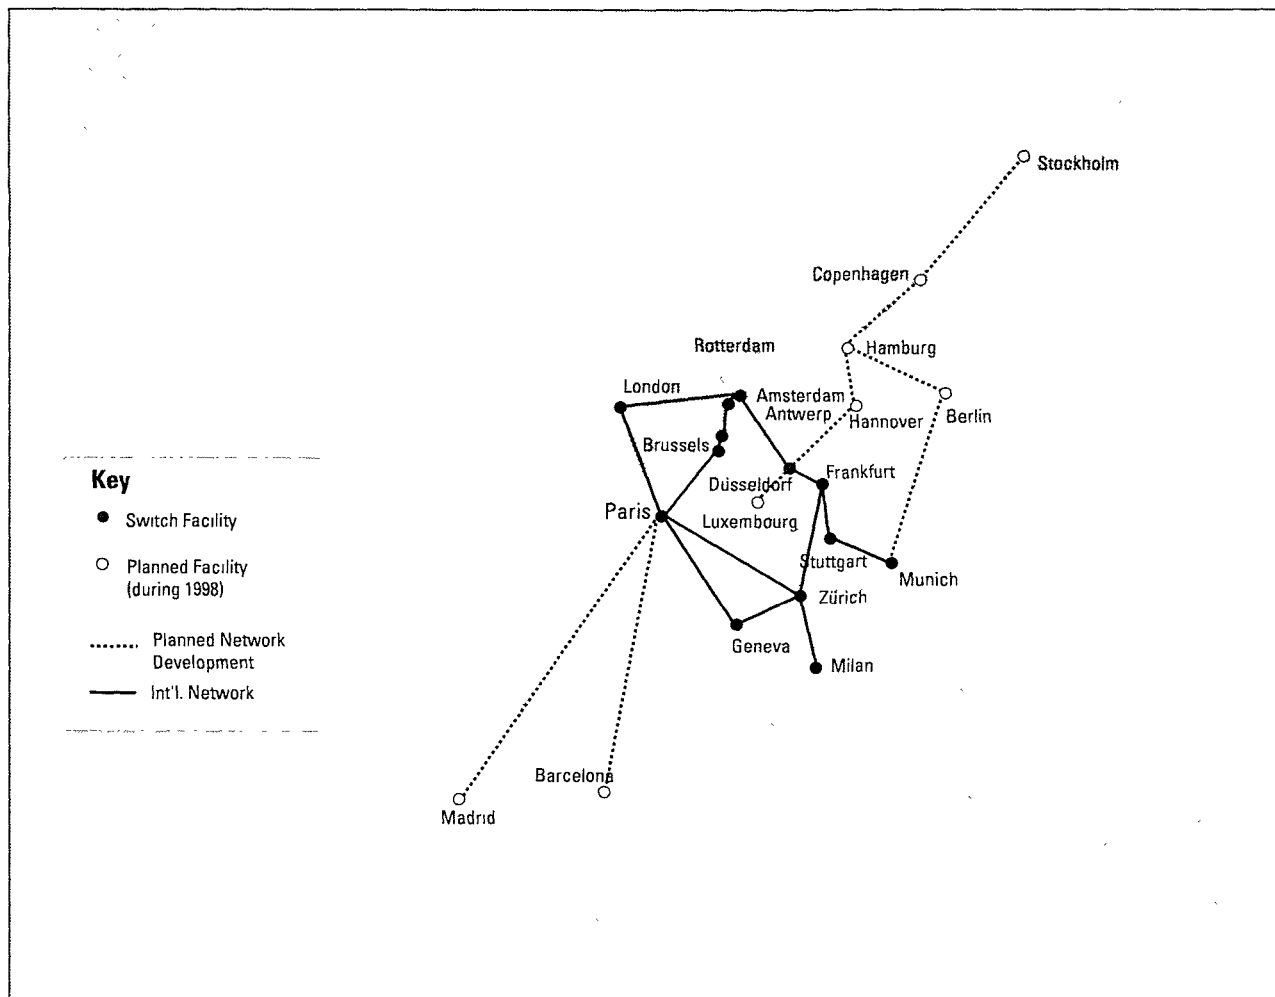 Stockholm
Copenhagen
Rotterdam
Hamburg
London
Amsterdam
Antwerp
Hannover
Berlin
Brussels
Frankfurt
Düsseldorf
Luxembourg
Paris
Stuttgart
Munich
Zürich
Geneva
Milan
Barcelona
Madrid
Key
Switch Facility
Planned Facility
(during 1998)
Planned Network
Development
Int'l. Network